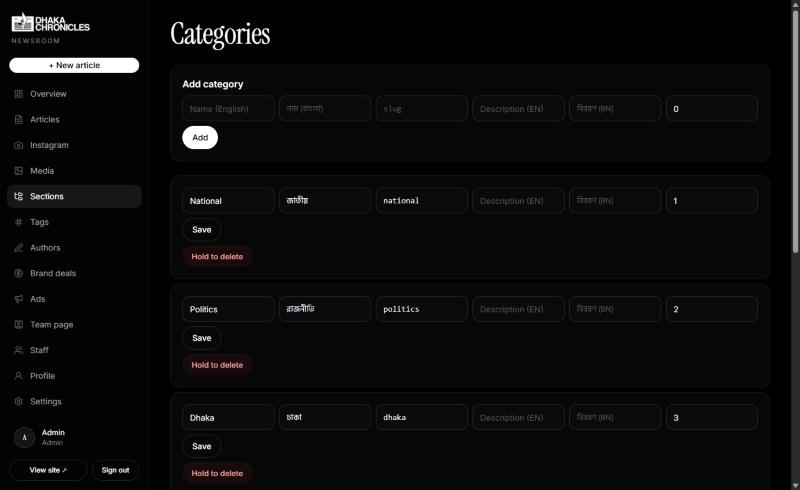 DHAKA
CHRONICLES
NEWSROOM
+ New article
Overview
Articles
Instagram
Media
Sections
Tags
Authors
Brand deals
Ads
Team page
Staff
Profile
Settings
A
Admin
Admin
View site ↗
Sign out
Categories
Add category
Name (English) নাম (বাংলা) slug Description (EN) বিবরণ (BN) 0
Add
National জাতীয় national Description (EN) বিবরণ (BN) 1
Save
Hold to delete
Politics রাজনীতি politics Description (EN) বিবরণ (BN) 2
Save
Hold to delete
Dhaka ঢাকা dhaka Description (EN) বিবরণ (BN) 3
Save
Hold to delete